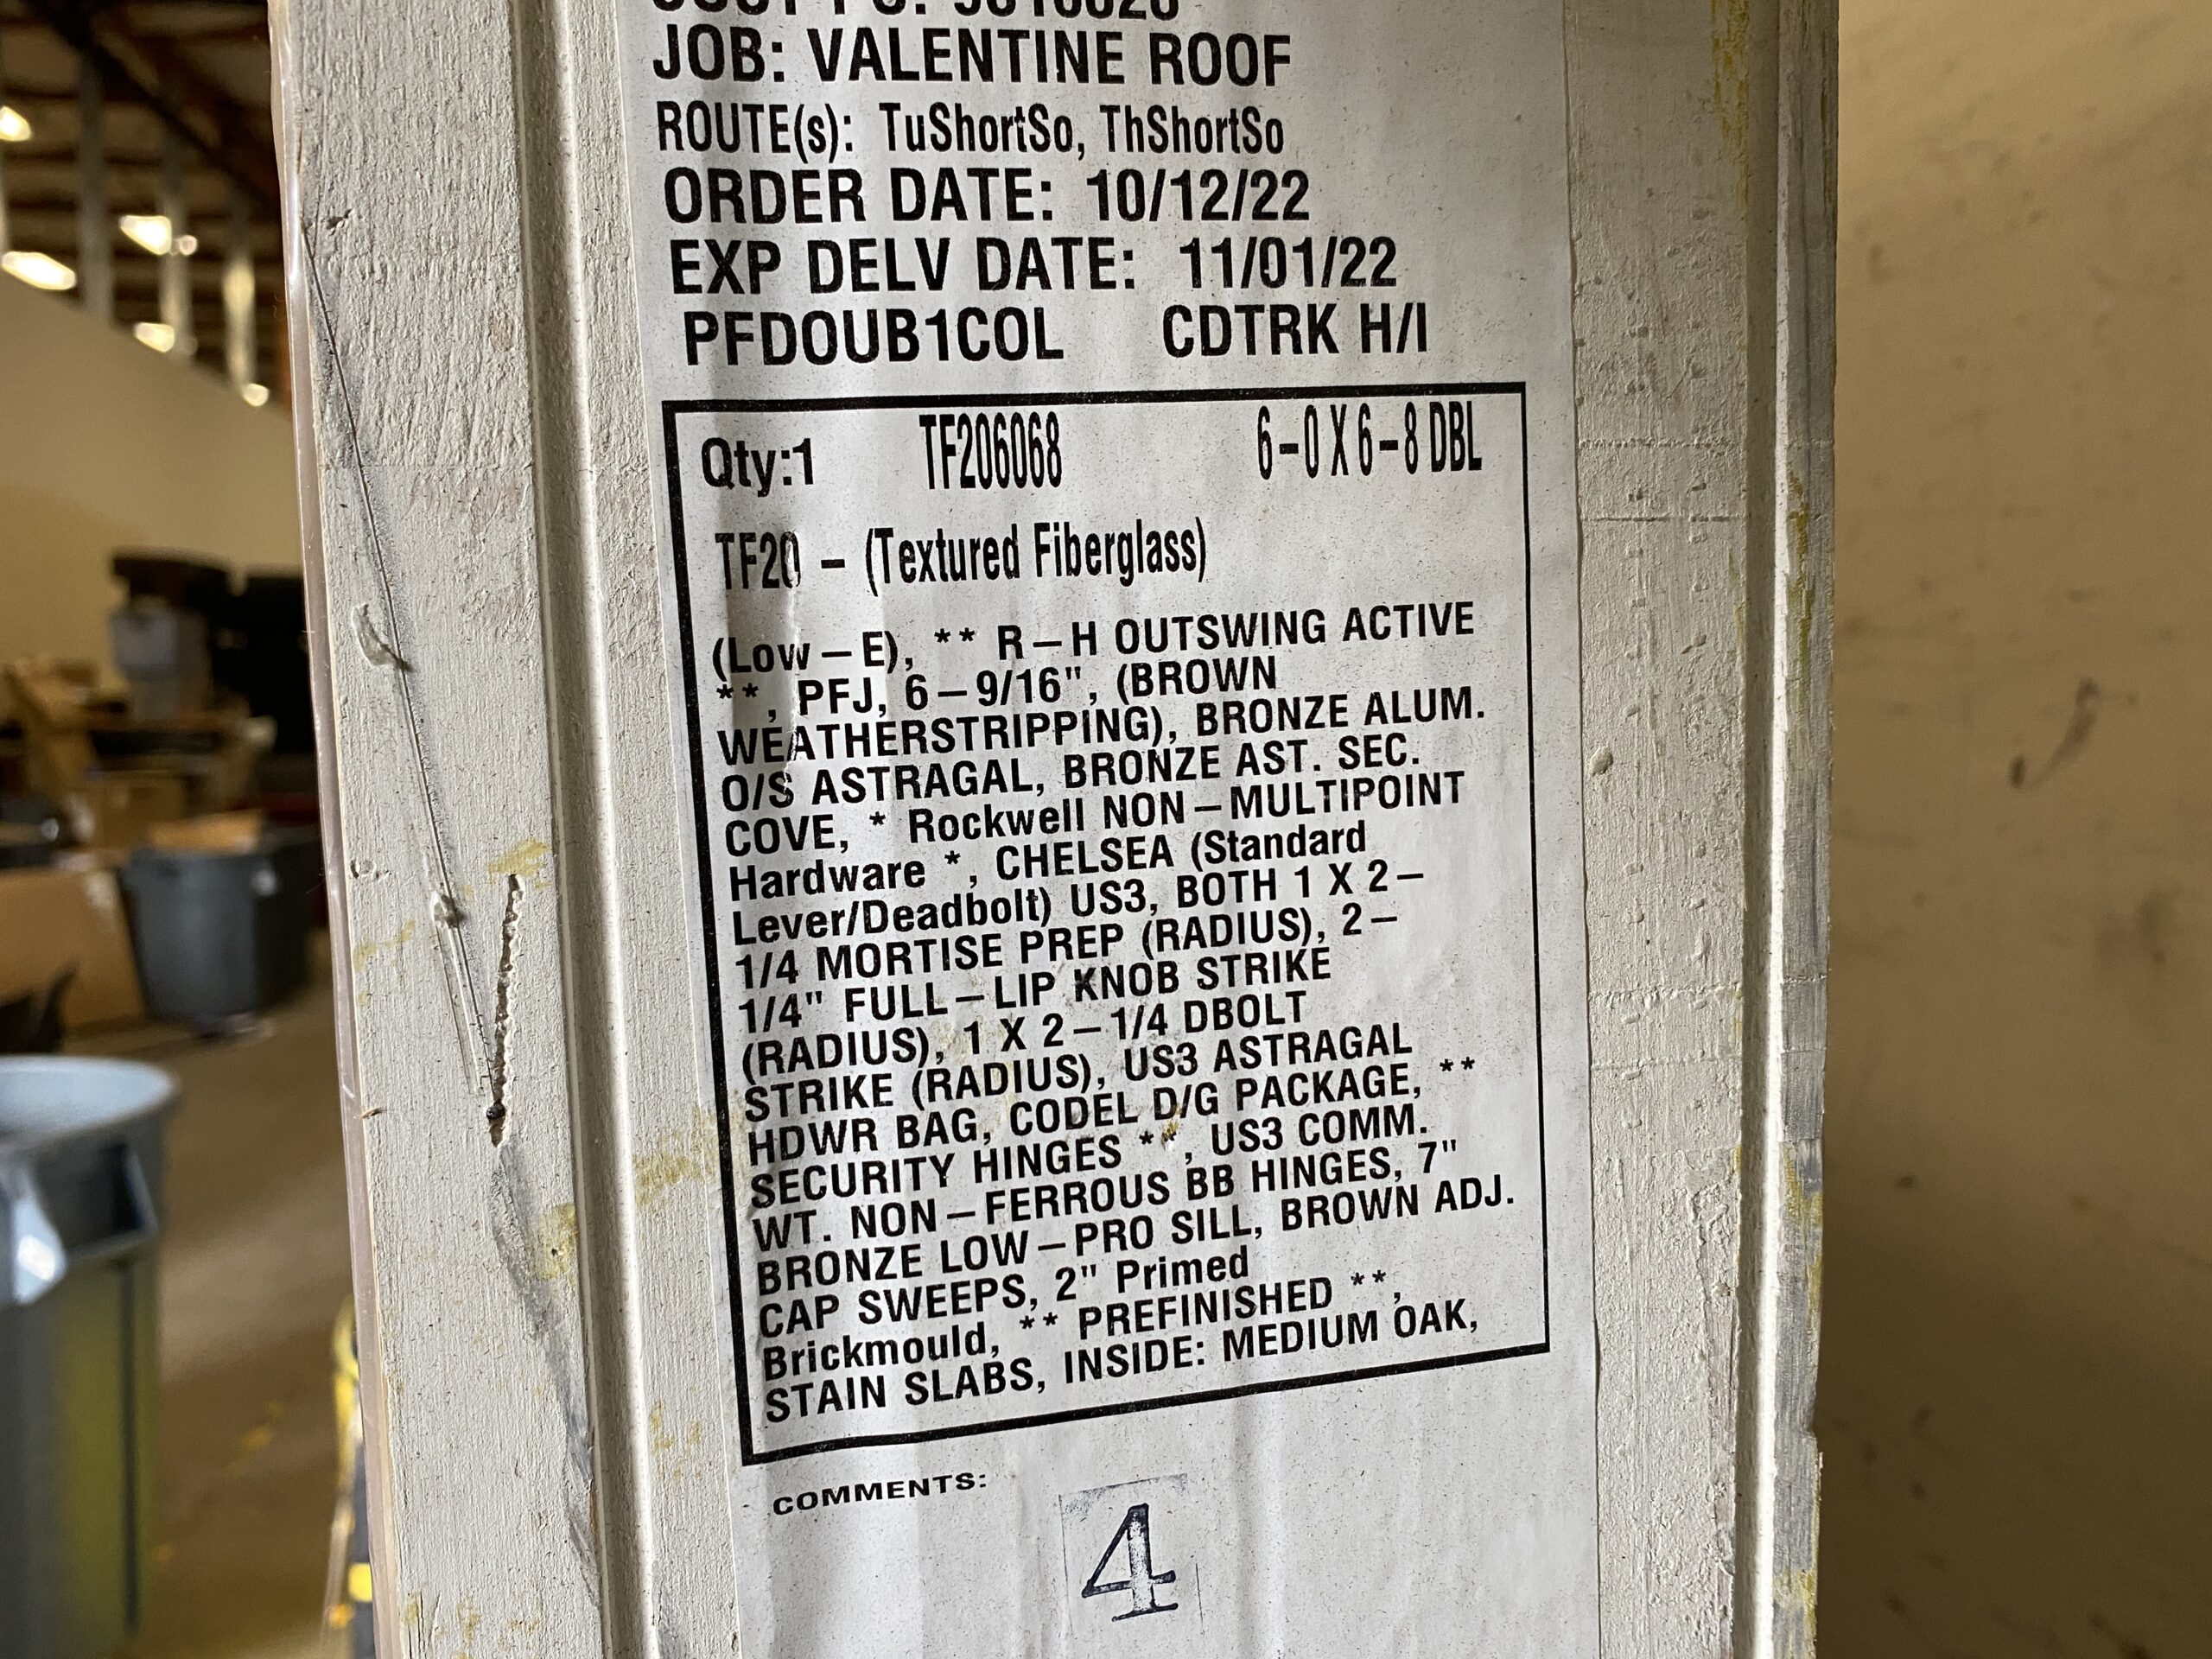 JOB: VALENTINE ROOF
ROUTE(s): TuShortSo, ThShortSo
ORDER DATE: 10/12/22
EXP DELV DATE: 11/01/22
PFDOUB1COL CDTRK H/I
Qty:1 TF206068 6-0 X 6-8 DBL
TF20 - (Textured Fiberglass)
(Low-E), ** R-H OUTSWING ACTIVE
**, PFJ, 6-9/16", (BROWN
WEATHERSTRIPPING), BRONZE ALUM.
O/S ASTRAGAL, BRONZE AST. SEC.
COVE, * Rockwell NON-MULTIPOINT
Hardware *, CHELSEA (Standard
Lever/Deadbolt) US3, BOTH 1 X 2-
1/4 MORTISE PREP (RADIUS), 2-
1/4" FULL-LIP KNOB STRIKE
(RADIUS), 1 X 2-1/4 DBOLT
STRIKE (RADIUS), US3 ASTRAGAL
HDWR BAG, CODEL D/G PACKAGE, **
SECURITY HINGES **, US3 COMM.
WT. NON-FERROUS BB HINGES, 7"
BRONZE LOW-PRO SILL, BROWN ADJ.
CAP SWEEPS, 2" Primed
Brickmould, ** PREFINISHED **,
STAIN SLABS, INSIDE: MEDIUM OAK,
COMMENTS:
4